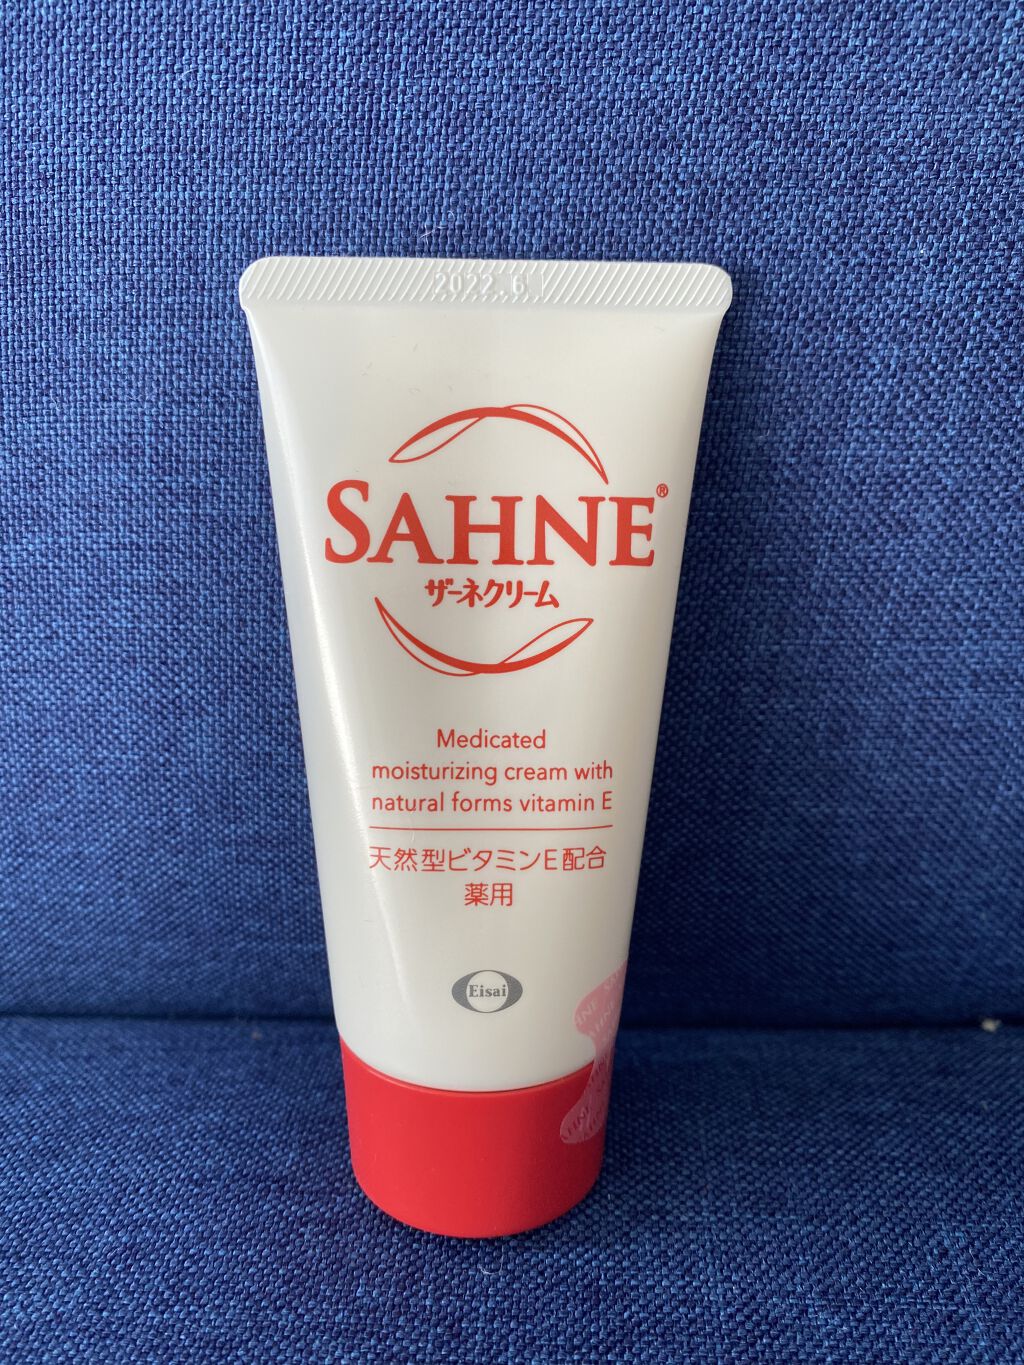 2022.6
SAHNE®
ザーネクリーム
Medicated
moisturizing cream with
natural forms vitamin E
天然型ビタミンE配合
薬用
Eisai